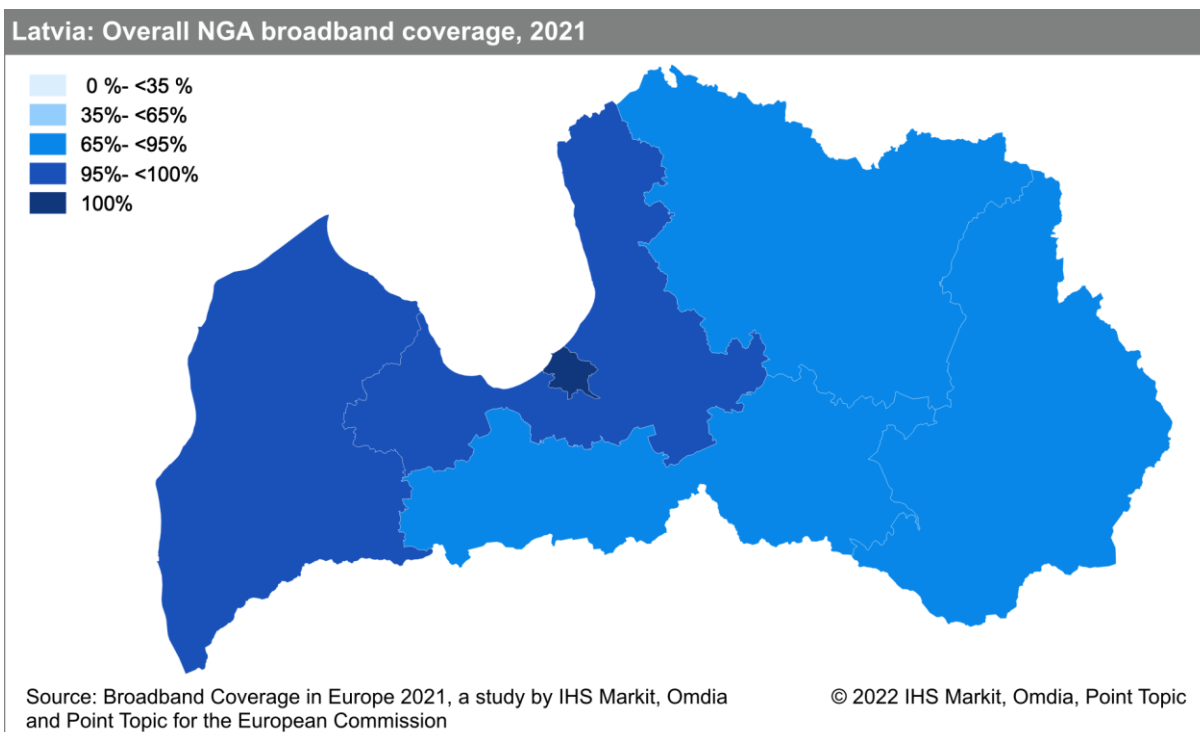 Latvia: Overall NGA broadband coverage, 2021
0 %- <35 %
35%- <65%
65%- <95%
95%- <100%
100%
Source: Broadband Coverage in Europe 2021, a study by IHS Markit, Omdia
and Point Topic for the European Commission
© 2022 IHS Markit, Omdia, Point Topic